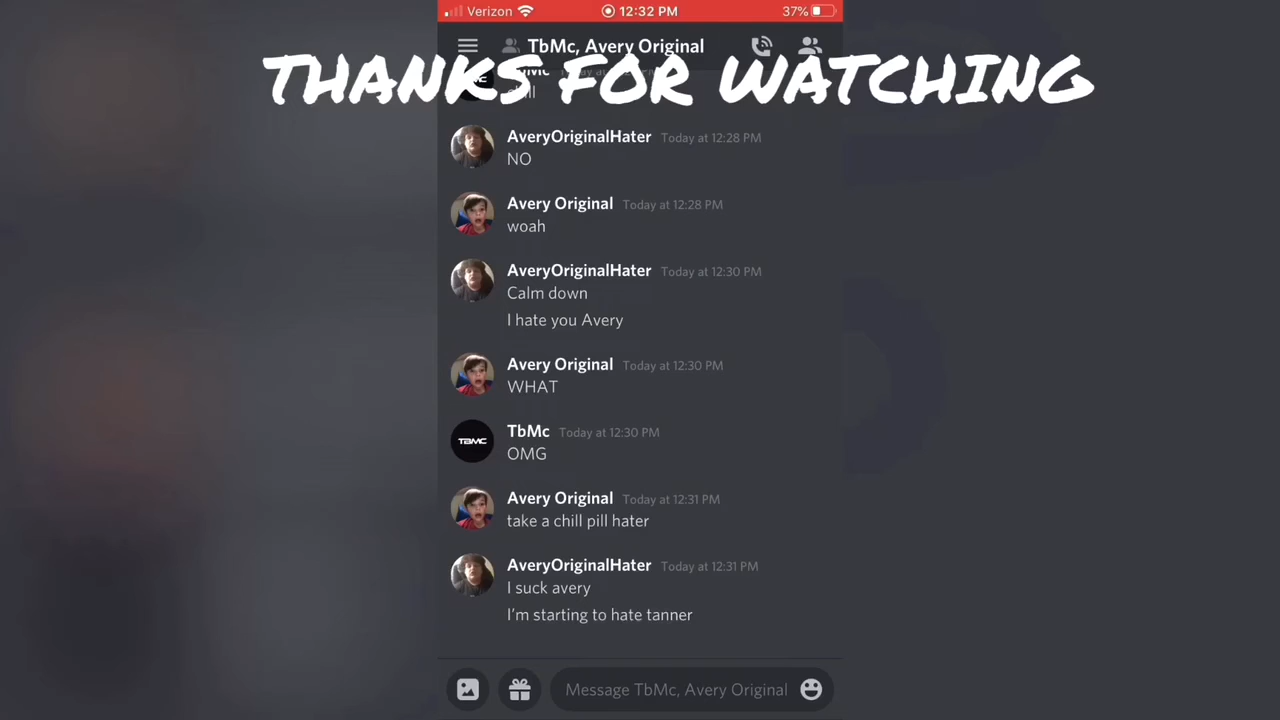 Verizon 12:32 PM 37%
TbMc, Avery Original
THANKS FOR WATCHING
AveryOriginalHater Today at 12:28 PM
NO
Avery Original Today at 12:28 PM
woah
AveryOriginalHater Today at 12:30 PM
Calm down
I hate you Avery
Avery Original Today at 12:30 PM
WHAT
TBMC
TbMc Today at 12:30 PM
OMG
Avery Original Today at 12:31 PM
take a chill pill hater
AveryOriginalHater Today at 12:31 PM
I suck avery
I'm starting to hate tanner
Message TbMc, Avery Original